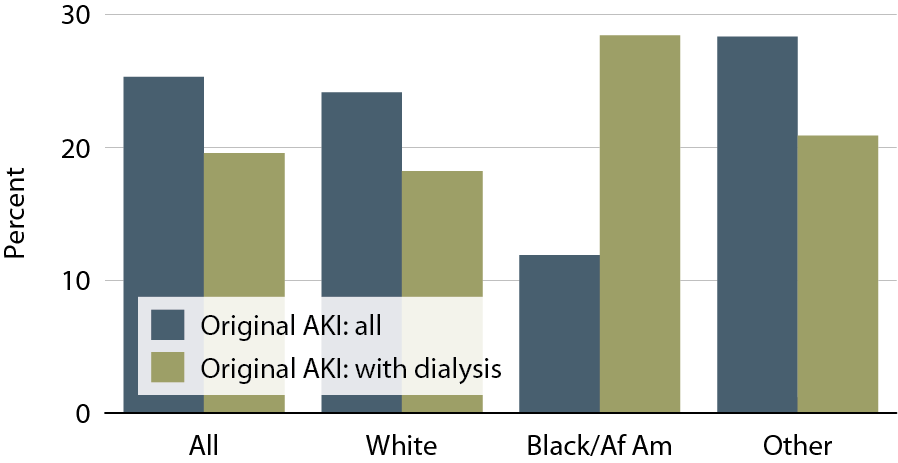 30
20
10
0
Percent
Original AKI: all
Original AKI: with dialysis
All
White
Black/Af Am
Other